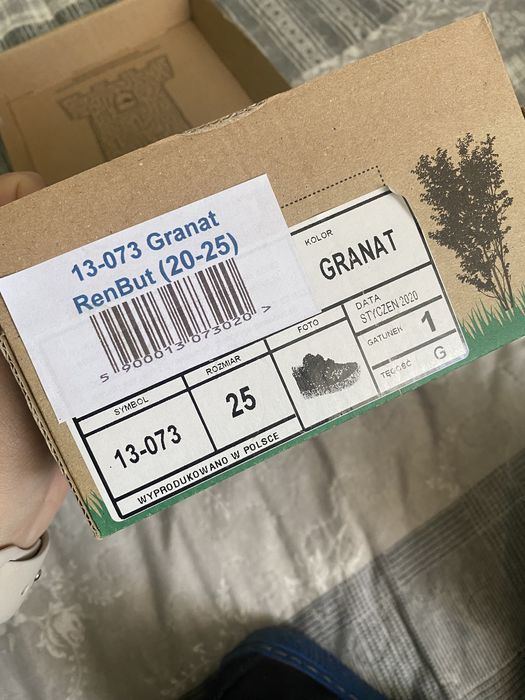 13-073 Granat
RenBut (20-25)
5 900013 073020 >
KOLOR
GRANAT
SYMBOL
13-073
ROZMIAR
25
FOTO
DATA
STYCZEŃ 2020
GATUNEK
1
TĘGOŚĆ
G
WYPRODUKOWANO W POLSCE